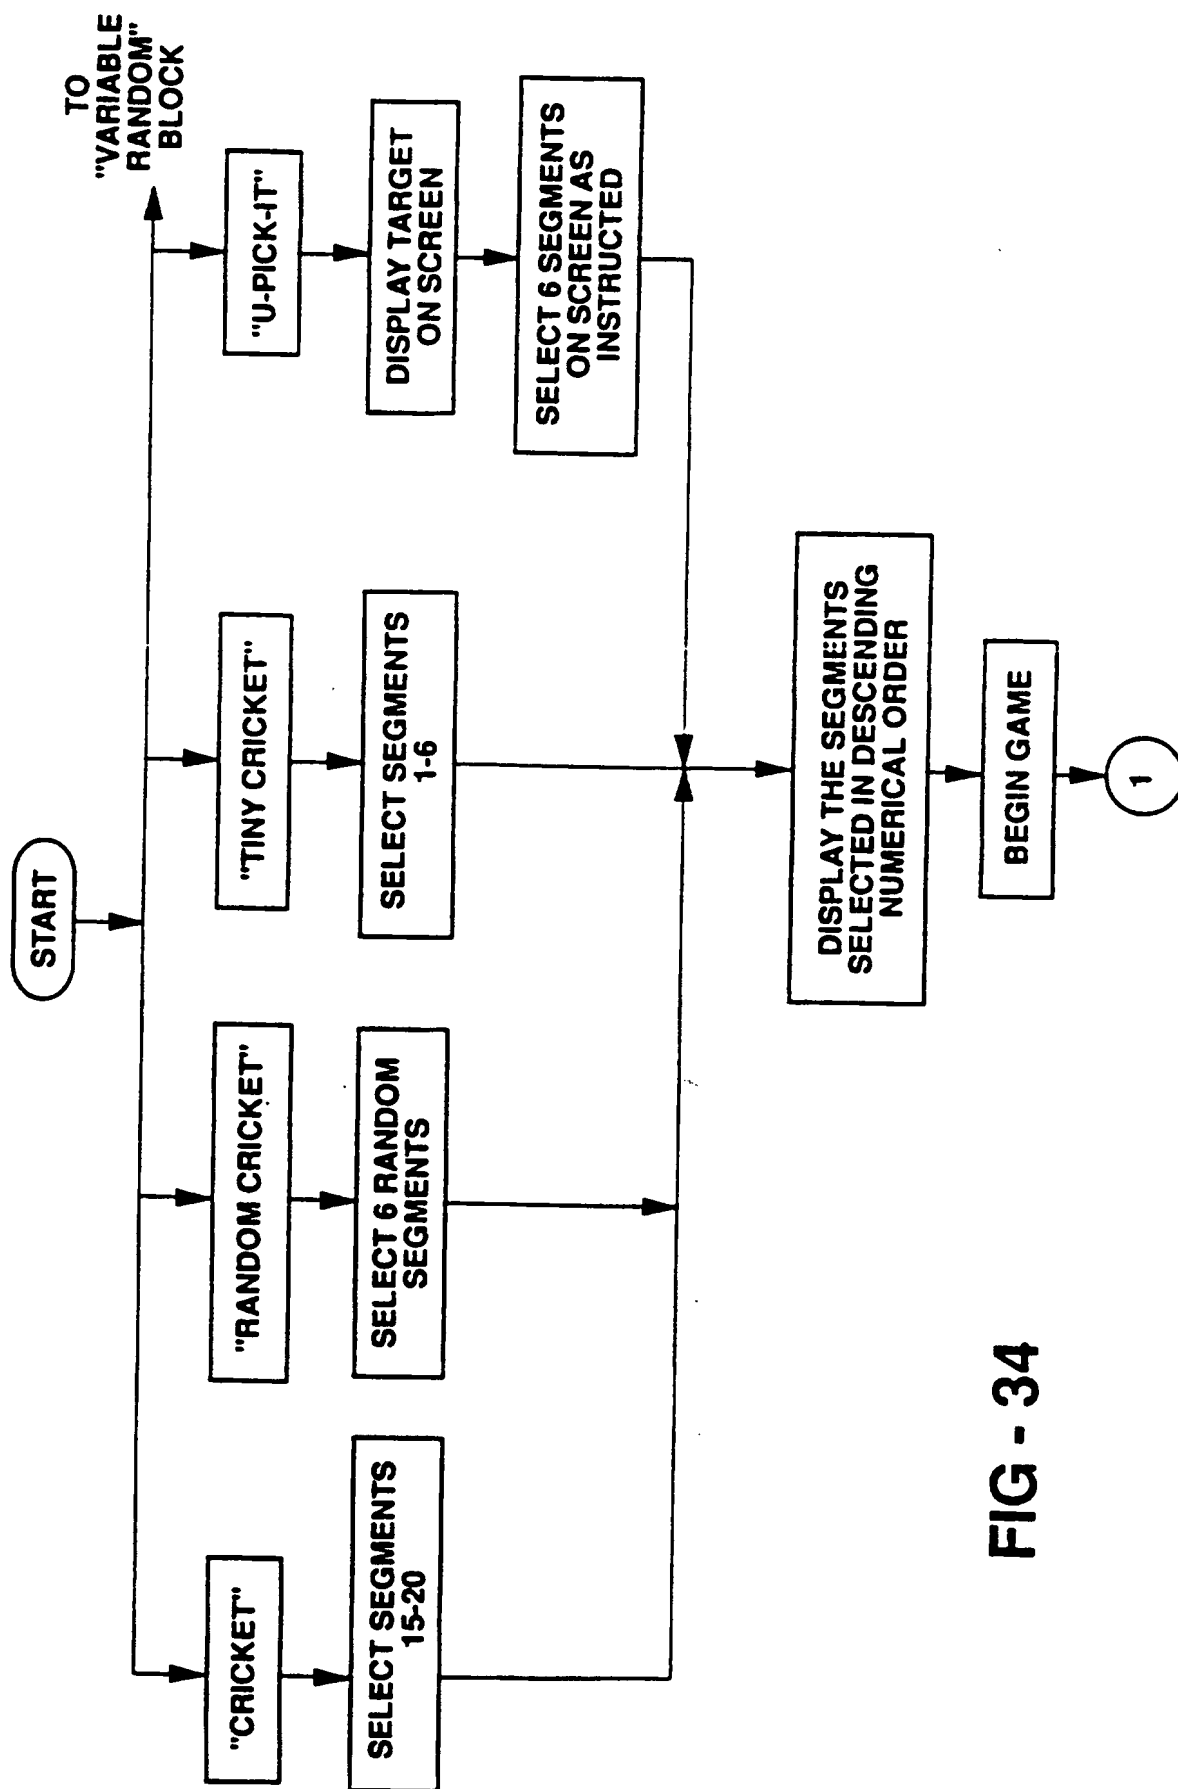 START
TO
"VARIABLE
RANDOM"
BLOCK
"CRICKET"
"RANDOM CRICKET"
"TINY CRICKET"
"U-PICK-IT"
SELECT SEGMENTS
15-20
SELECT 6 RANDOM
SEGMENTS
SELECT SEGMENTS
1-6
DISPLAY TARGET
ON SCREEN
SELECT 6 SEGMENTS
ON SCREEN AS
INSTRUCTED
DISPLAY THE SEGMENTS
SELECTED IN DESCENDING
NUMERICAL ORDER
BEGIN GAME
1
FIG - 34